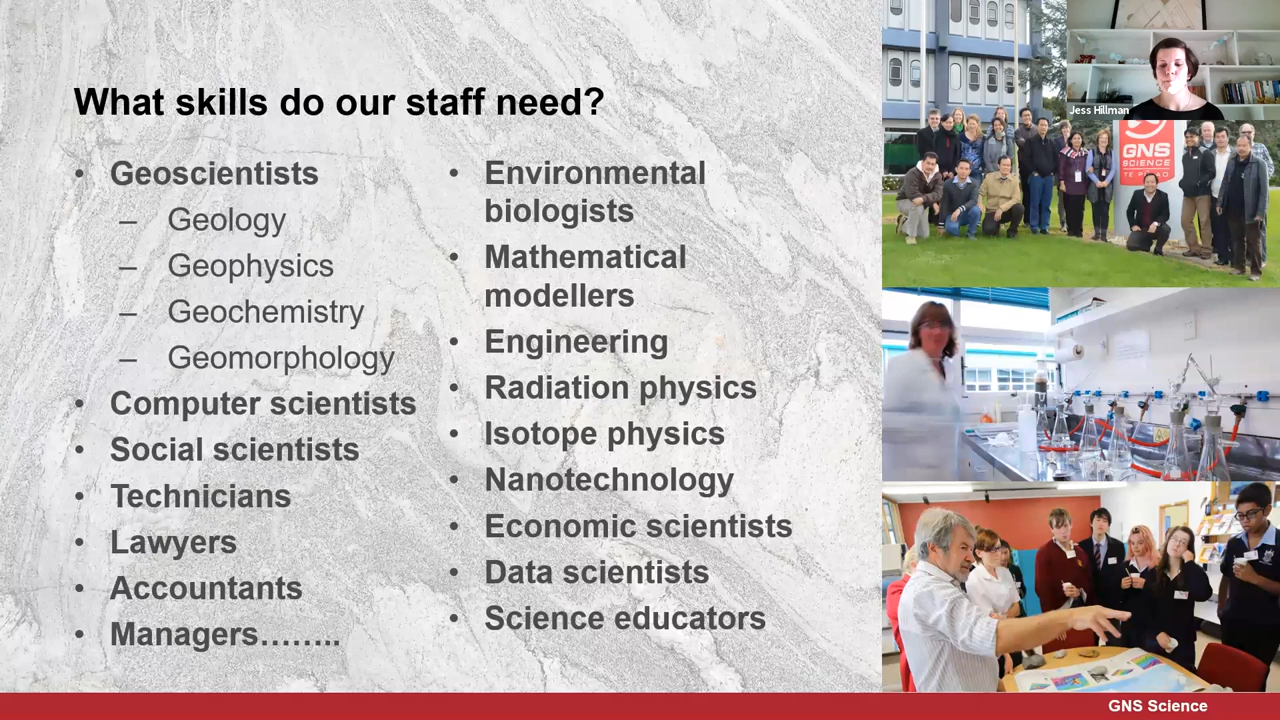 What skills do our staff need?
• Geoscientists
– Geology
– Geophysics
– Geochemistry
– Geomorphology
• Computer scientists
• Social scientists
• Technicians
• Lawyers
• Accountants
• Managers……..
• Environmental
biologists
• Mathematical
modellers
• Engineering
• Radiation physics
• Isotope physics
• Nanotechnology
• Economic scientists
• Data scientists
• Science educators
Jess Hillman
GNS
SCIENCE
GNS Science